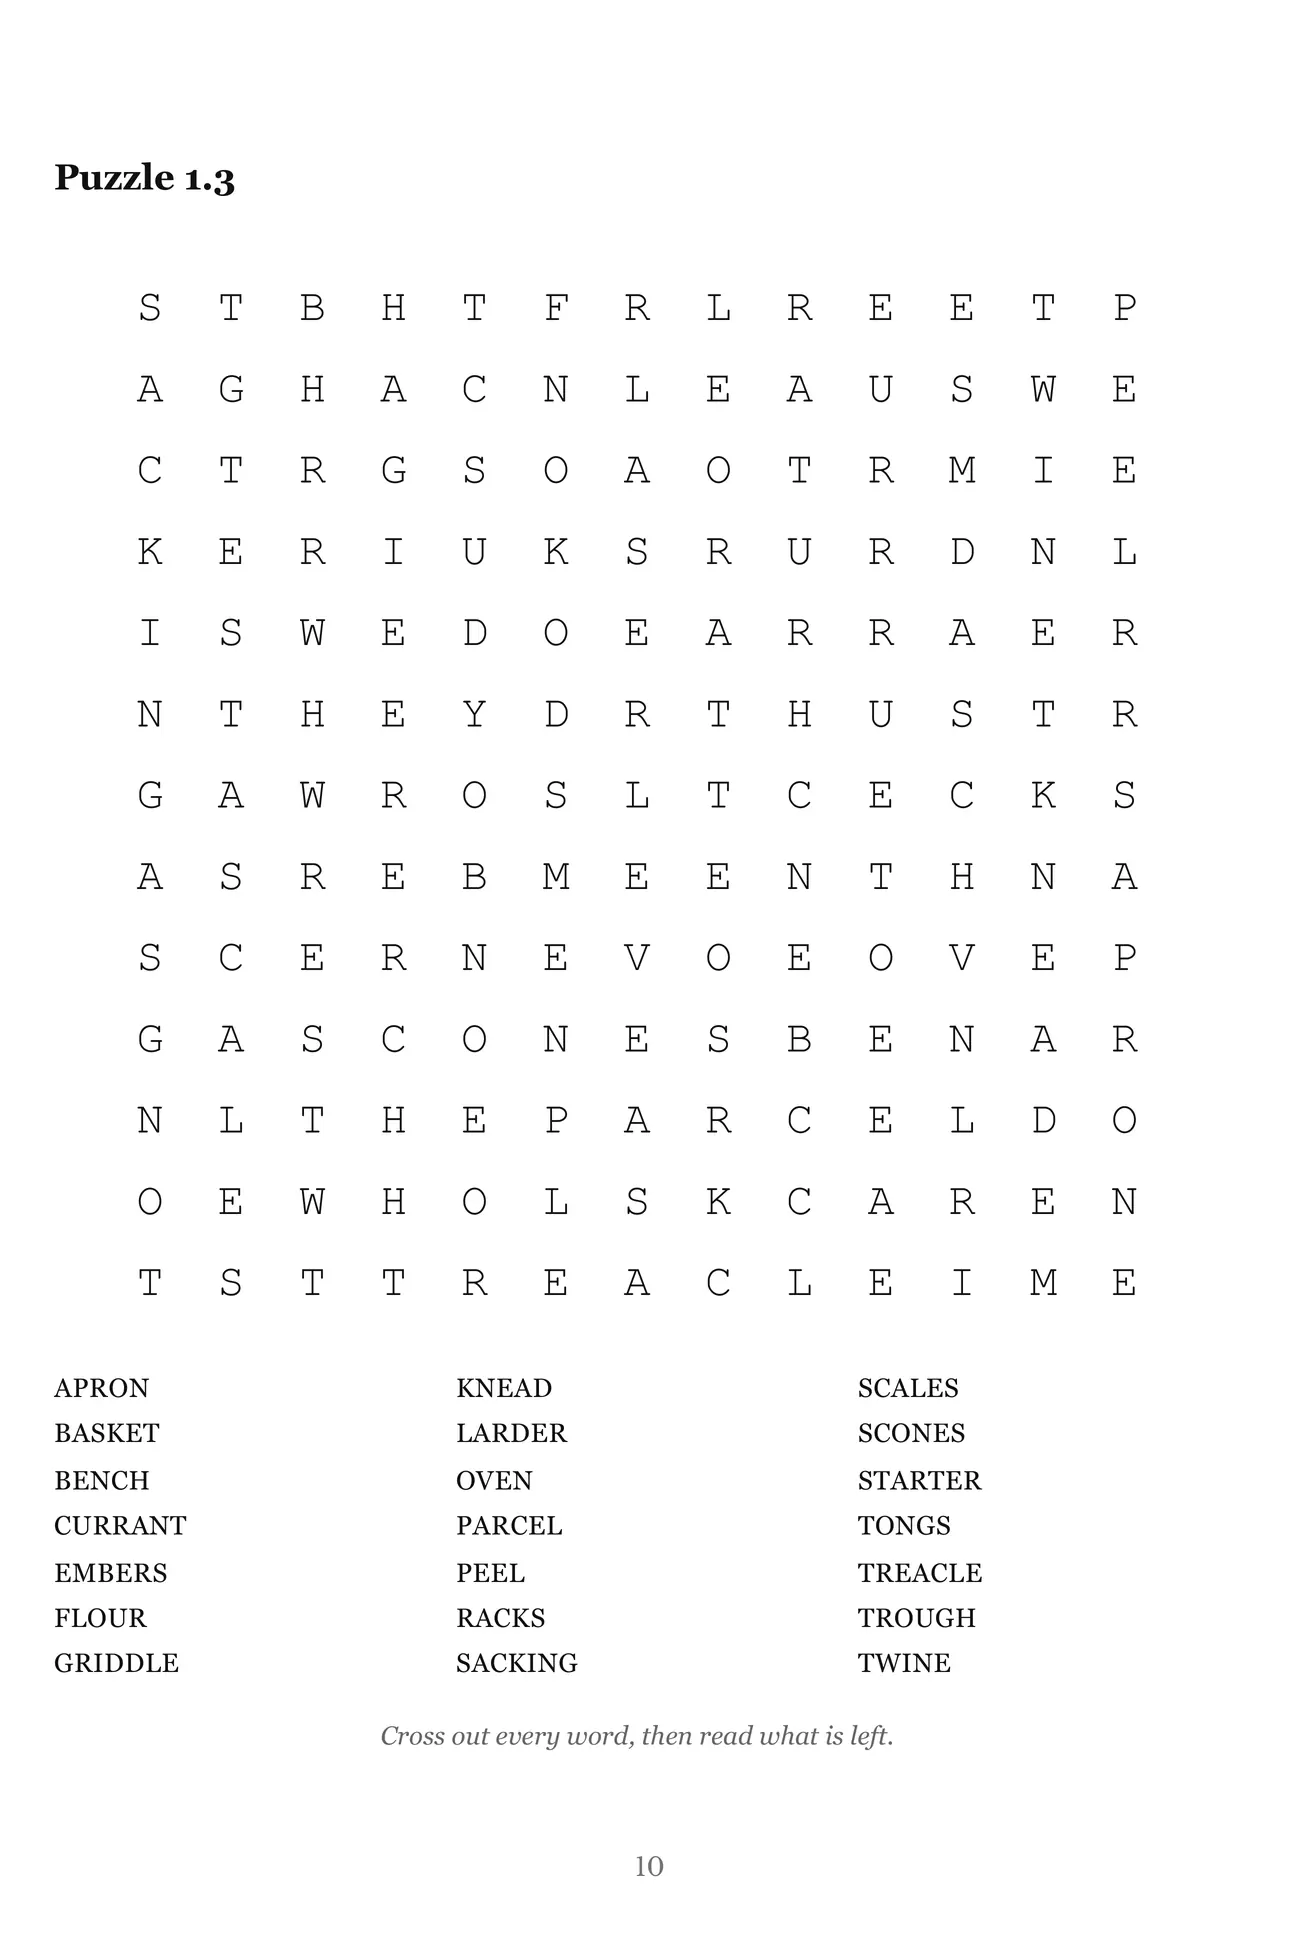 Puzzle 1.3
S T B H T F R L R E E T P
A G H A C N L E A U S W E
C T R G S O A O T R M I E
K E R I U K S R U R D N L
I S W E D O E A R R A E R
N T H E Y D R T H U S T R
G A W R O S L T C E C K S
A S R E B M E E N T H N A
S C E R N E V O E O V E P
G A S C O N E S B E N A R
N L T H E P A R C E L D O
O E W H O L S K C A R E N
T S T T R E A C L E I M E
APRON KNEAD SCALES
BASKET LARDER SCONES
BENCH OVEN STARTER
CURRANT PARCEL TONGS
EMBERS PEEL TREACLE
FLOUR RACKS TROUGH
GRIDDLE SACKING TWINE
Cross out every word, then read what is left.
10